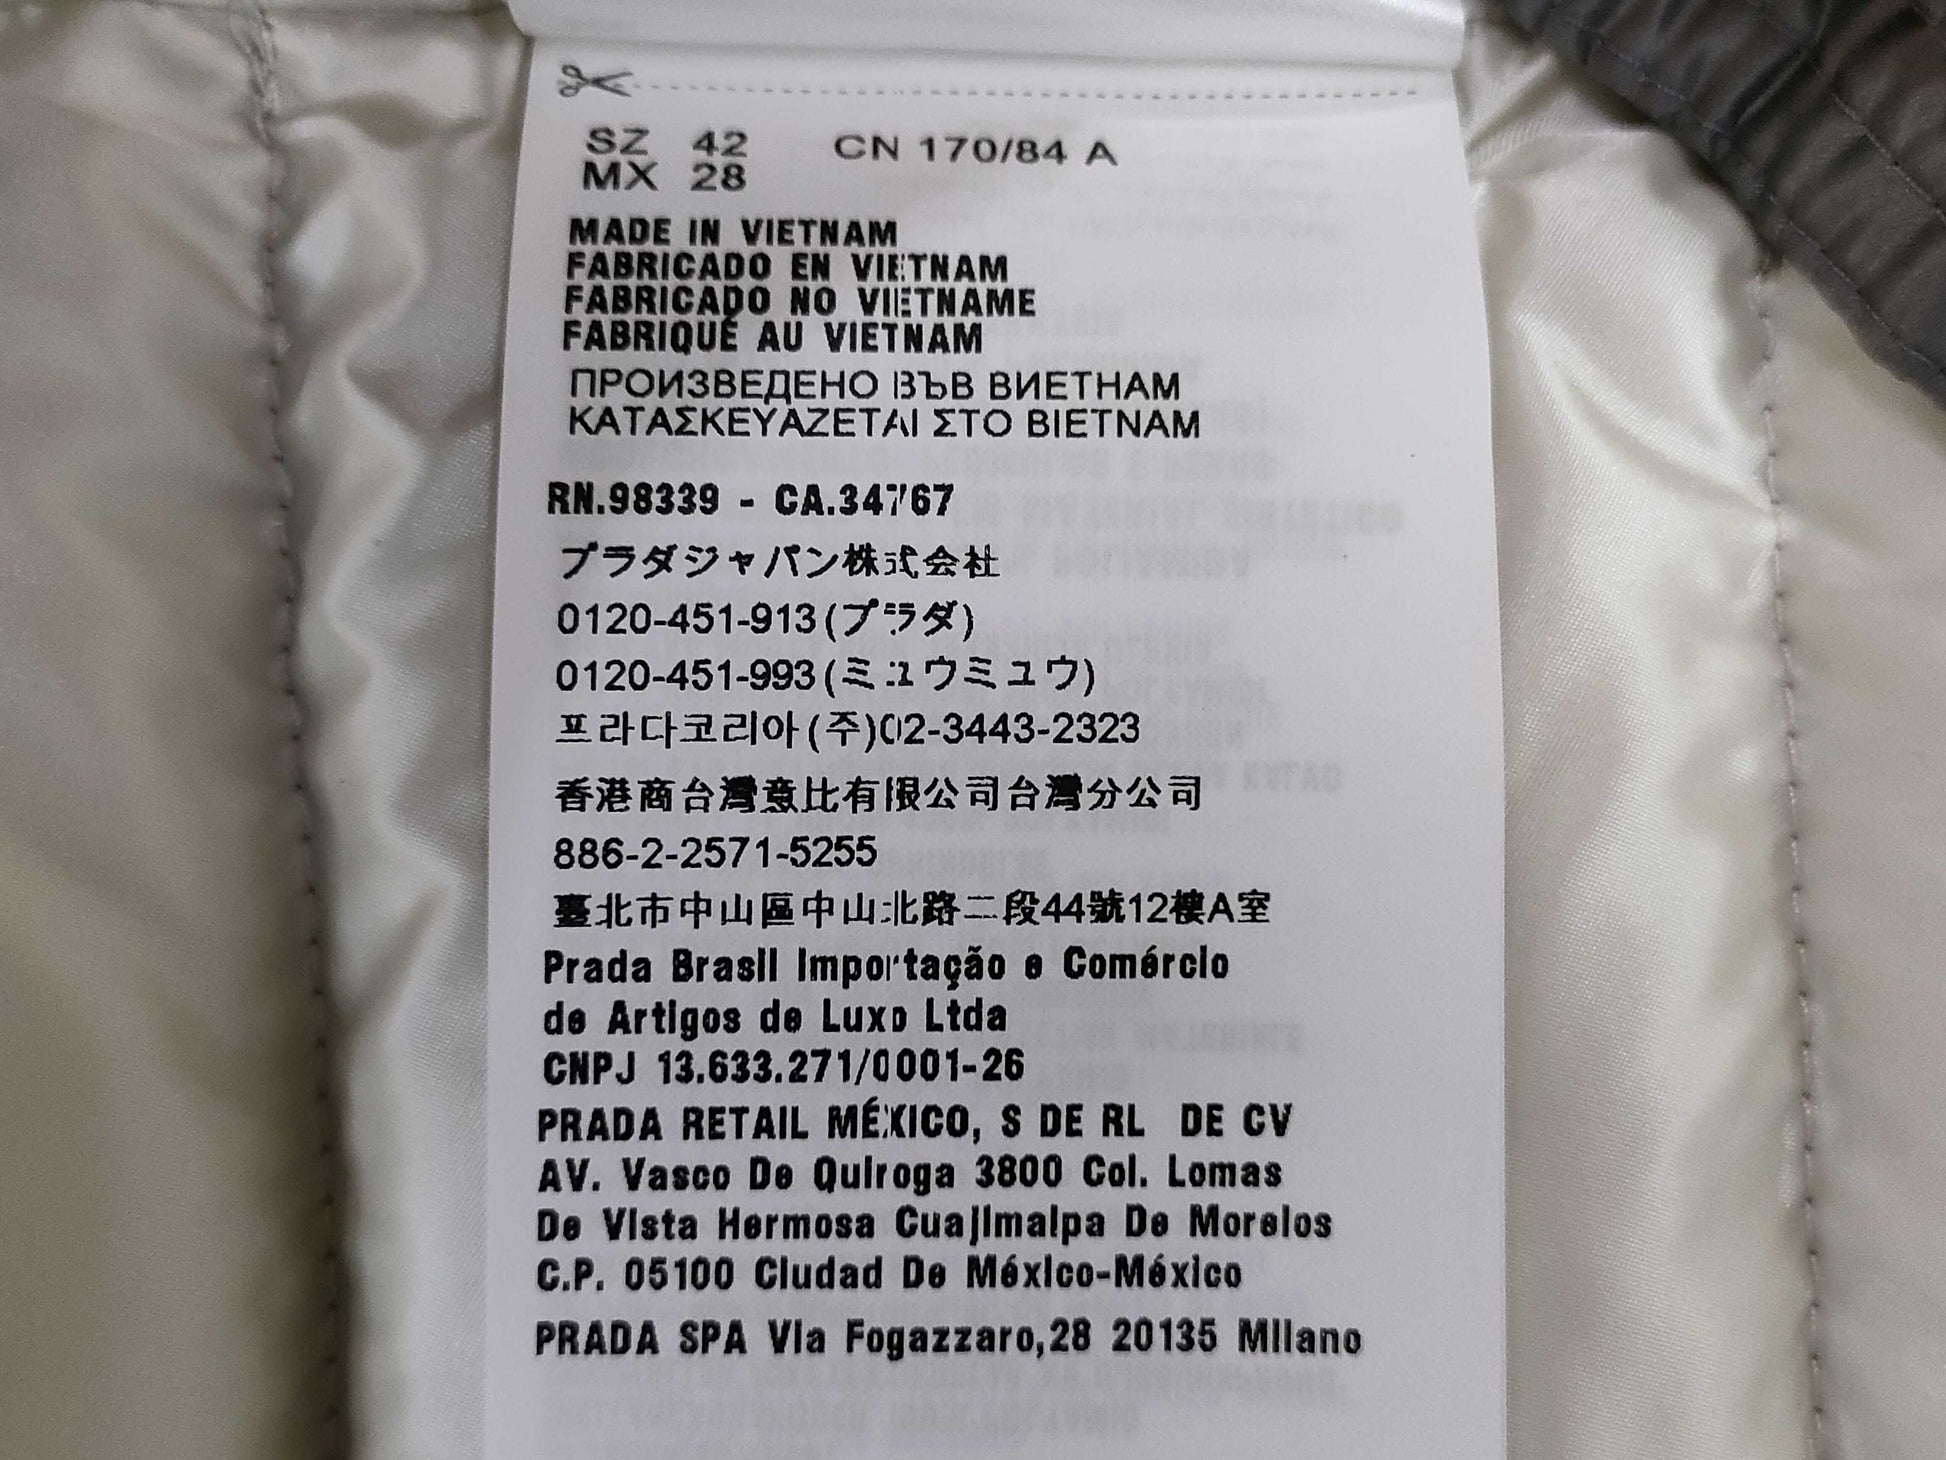 SZ 42 CN 170/84 A
MX 28
MADE IN VIETNAM
FABRICADO EN VIETNAM
FABRICADO NO VIETNAME
FABRIQUÉ AU VIETNAM
ПРОИЗВЕДЕНО ВЪВ ВИЕТНАМ
ΚΑΤΑΣΚΕΥΑΖΕΤΑΙ ΣΤΟ ΒΙΕΤΝΑΜ
RN.98339 - CA.34767
プラダジャパン株式会社
0120-451-913(プラダ)
0120-451-993(ミュウミュウ)
프라다코리아(주)02-3443-2323
香港商台灣意比有限公司台灣分公司
886-2-2571-5255
臺北市中山區中山北路二段44號12樓A室
Prada Brasil Importação e Comércio
de Artigos de Luxo Ltda
CNPJ 13.633.271/0001-26
PRADA RETAIL MÉXICO, S DE RL DE CV
AV. Vasco De Quiroga 3800 Col. Lomas
De Vista Hermosa Cuajimalpa De Morelos
C.P. 05100 Ciudad De México-México
PRADA SPA Via Fogazzaro,28 20135 Milano